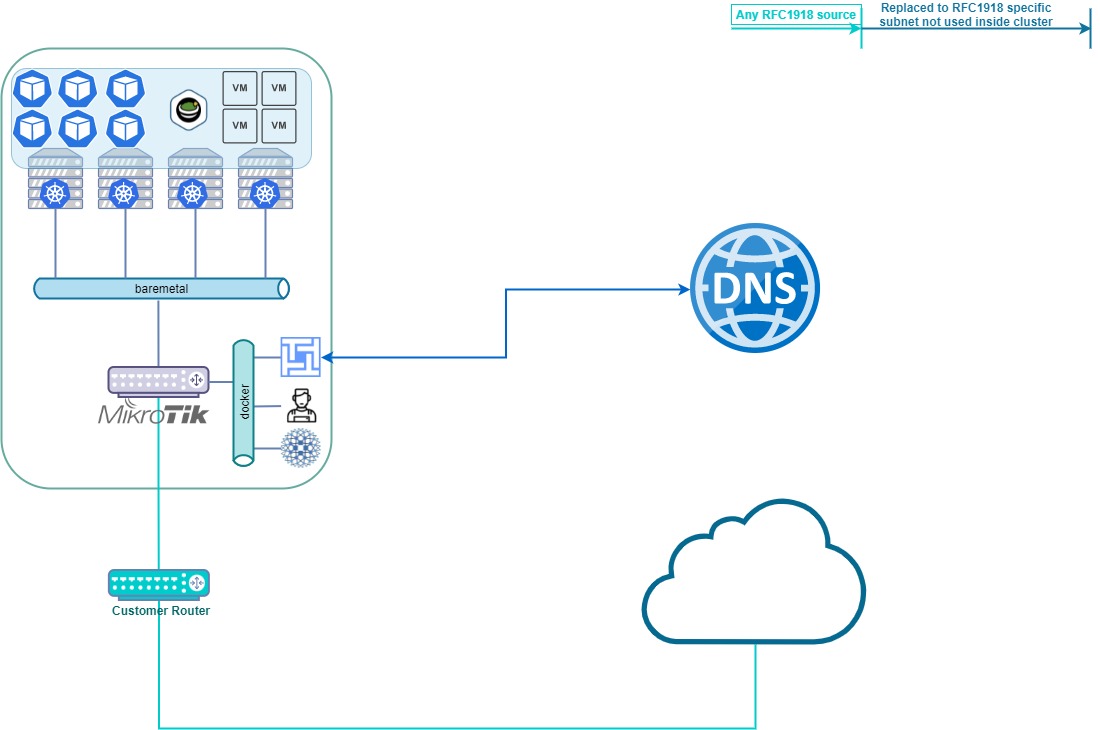 Any RFC1918 source
Replaced to RFC1918 specific
subnet not used inside cluster
VM
VM
VM
VM
baremetal
DNS
docker
MikroTik
Customer Router